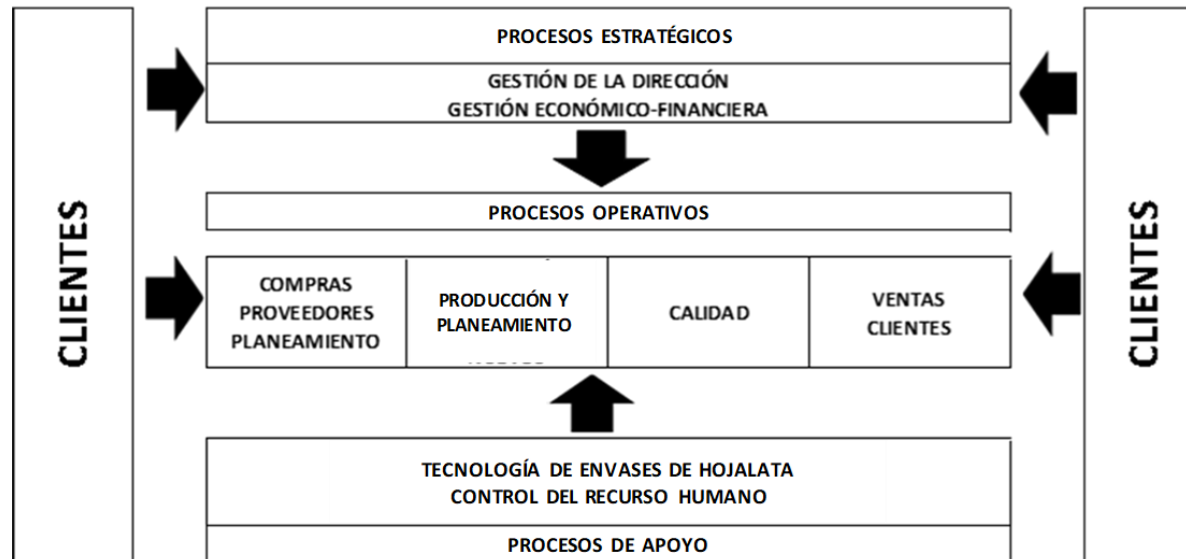 CLIENTES
PROCESOS ESTRATÉGICOS
GESTIÓN DE LA DIRECCIÓN
GESTIÓN ECONÓMICO-FINANCIERA
PROCESOS OPERATIVOS
COMPRAS
PROVEEDORES
PLANEAMIENTO
PRODUCCIÓN Y
PLANEAMIENTO
CALIDAD
VENTAS
CLIENTES
TECNOLOGÍA DE ENVASES DE HOJALATA
CONTROL DEL RECURSO HUMANO
PROCESOS DE APOYO
CLIENTES